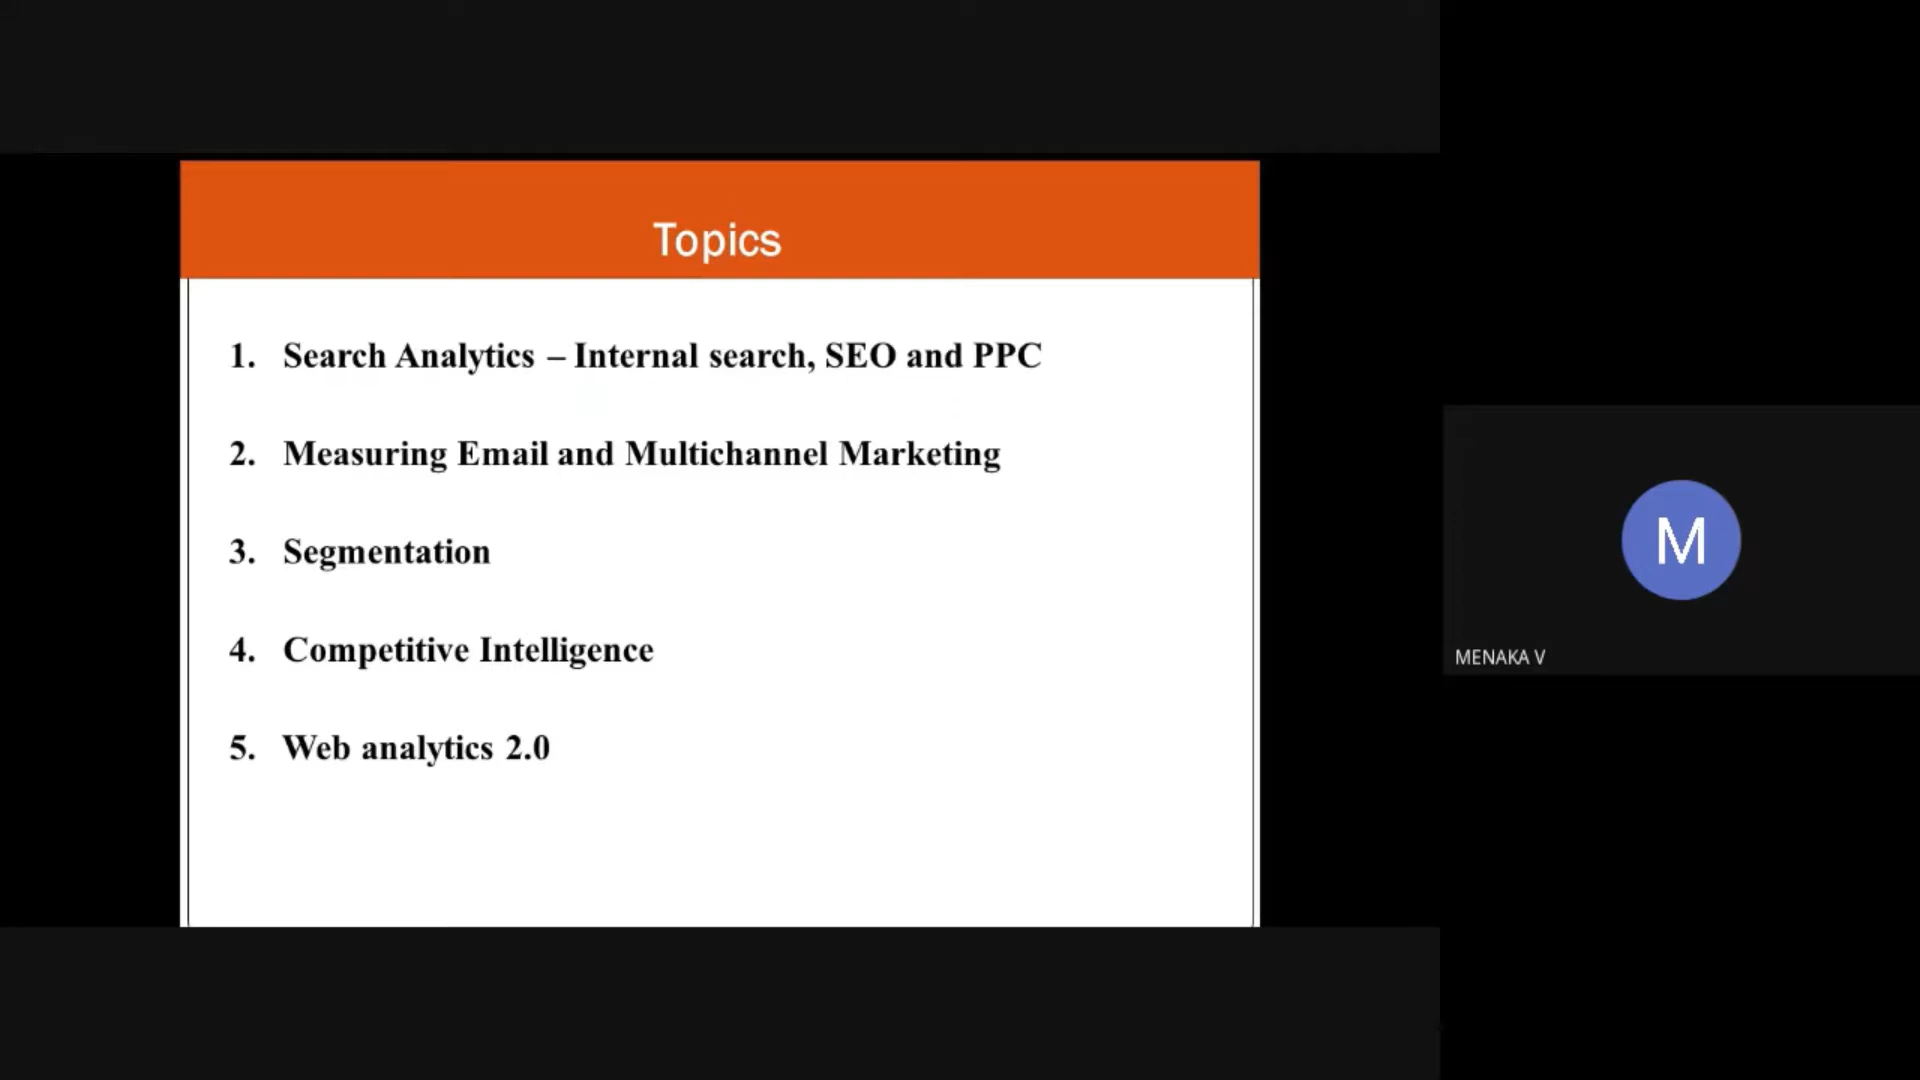 Topics
1. Search Analytics – Internal search, SEO and PPC
2. Measuring Email and Multichannel Marketing
3. Segmentation
4. Competitive Intelligence
5. Web analytics 2.0
M
MENAKA V